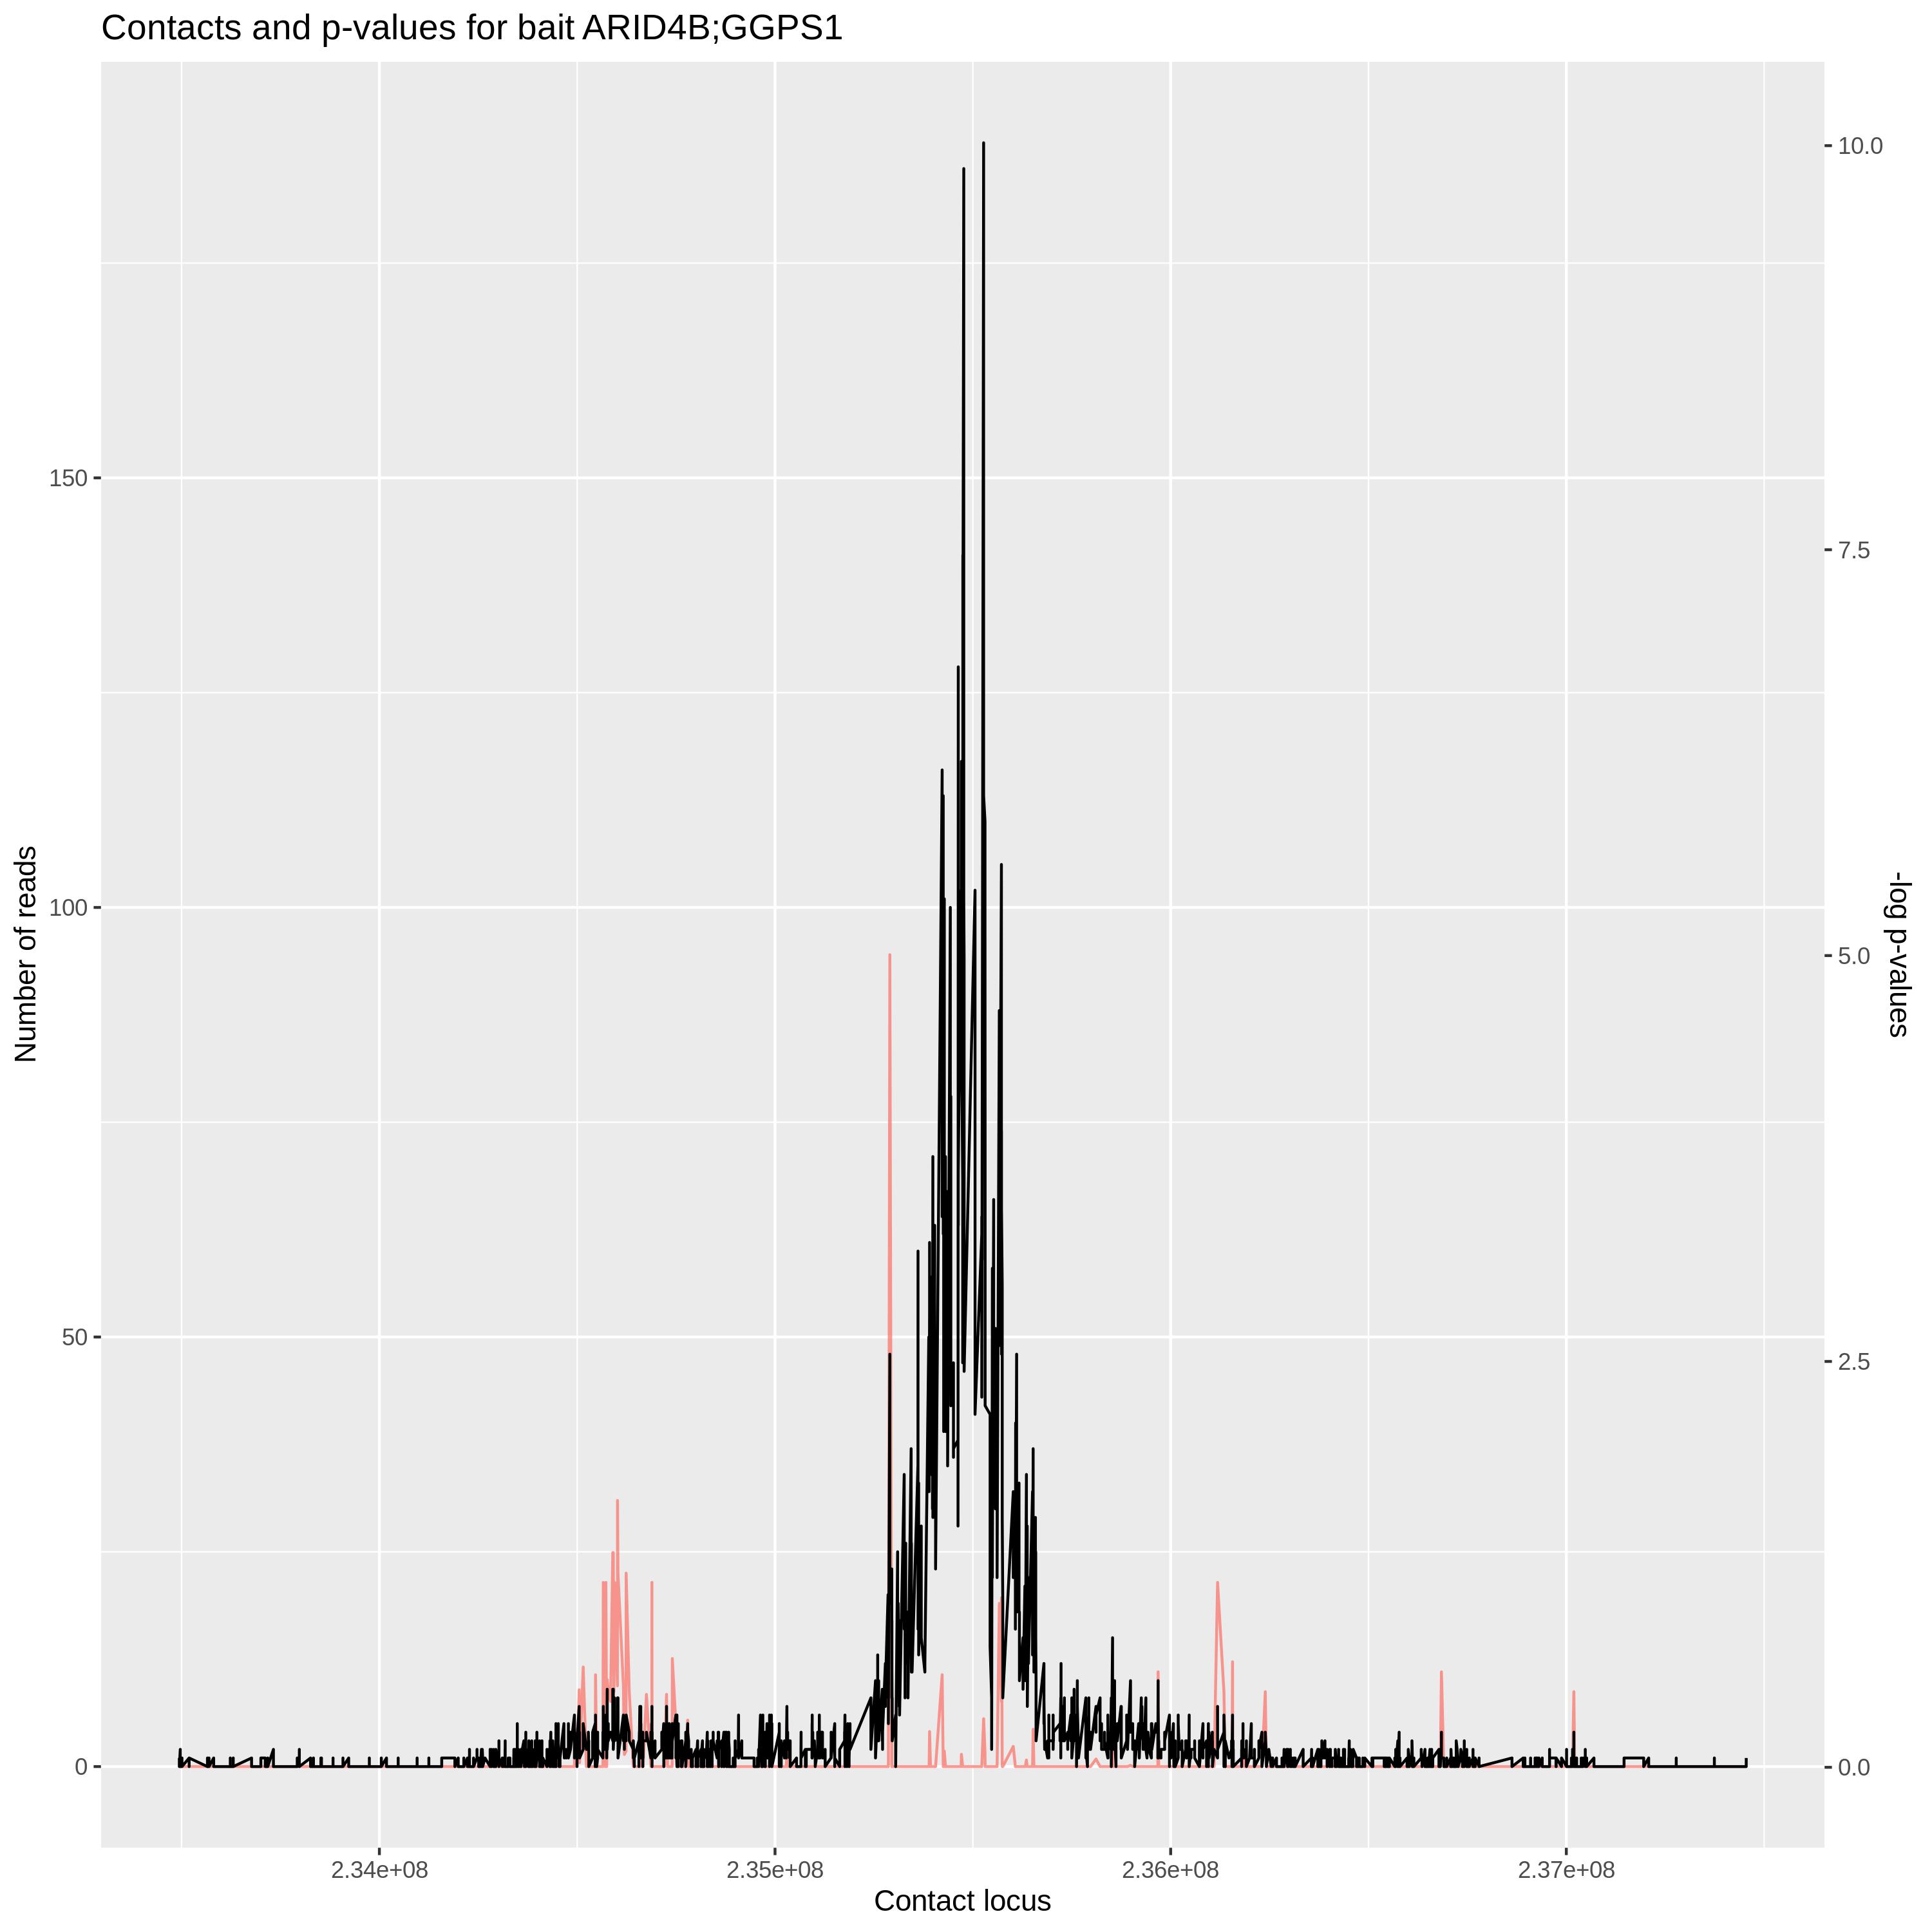 Contacts and p-values for bait ARID4B;GGPS1
Number of reads
150
100
50
0
10.0
7.5
5.0
2.5
0.0
-log p-values
2.34e+08
2.35e+08
2.36e+08
2.37e+08
Contact locus